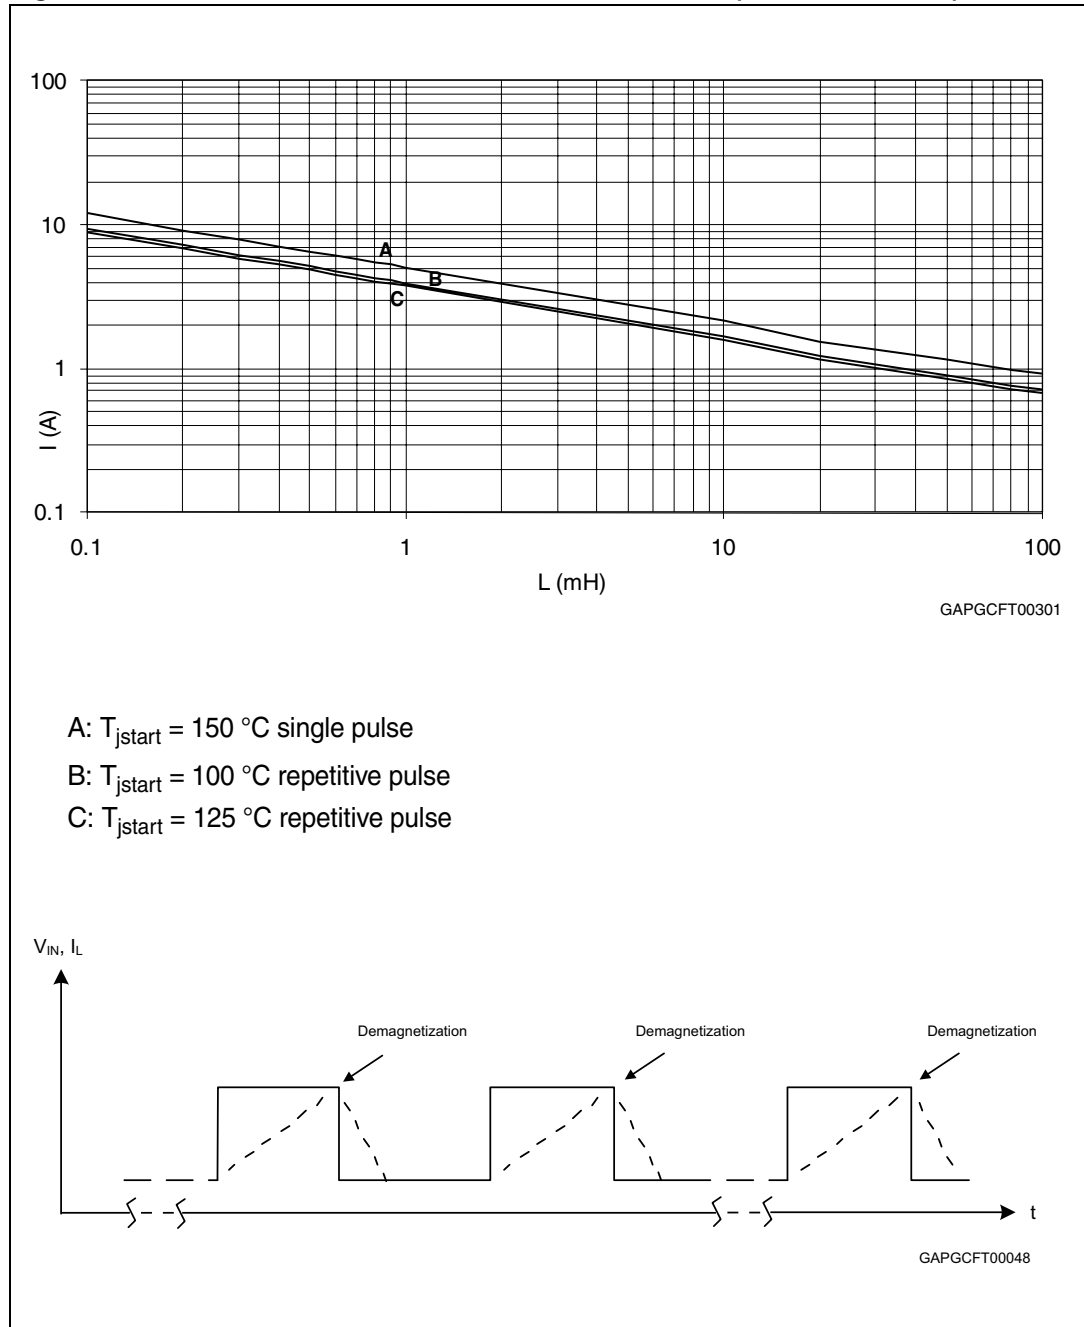 100
10
1
0.1
I (A)
A
B
C
0.1 1 10 100
L (mH)
GAPGCFT00301
A: Tjstart = 150 °C single pulse
B: Tjstart = 100 °C repetitive pulse
C: Tjstart = 125 °C repetitive pulse
VIN, IL
Demagnetization Demagnetization Demagnetization
t
GAPGCFT00048